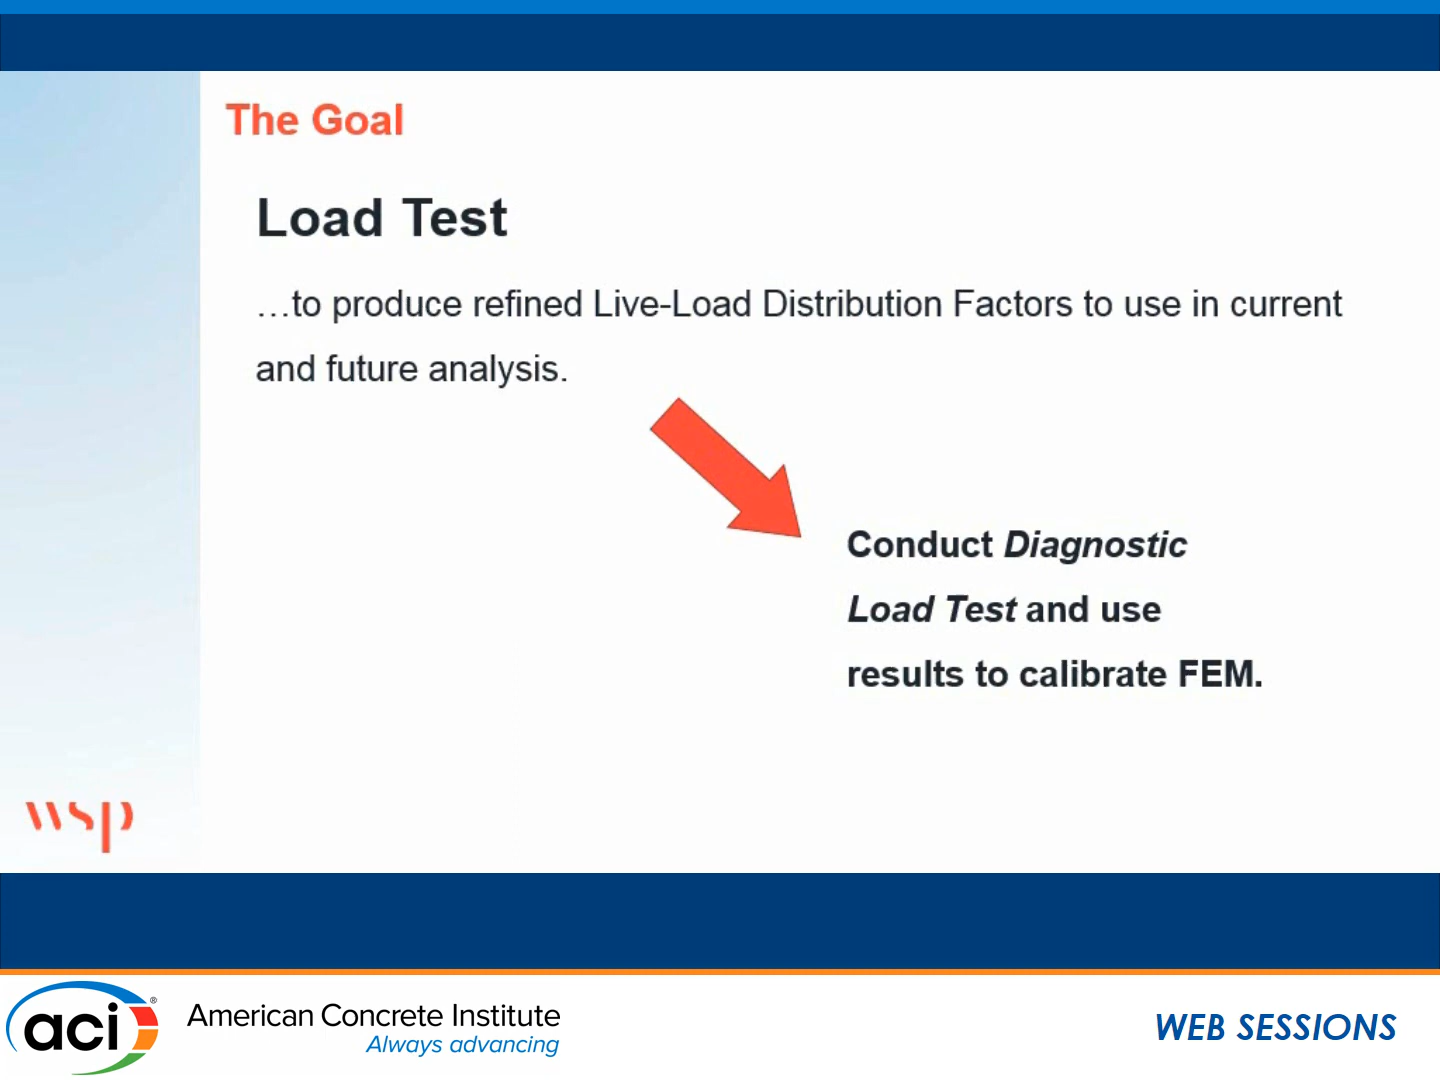 The Goal
Load Test
…to produce refined Live-Load Distribution Factors to use in current
and future analysis.
Conduct Diagnostic
Load Test and use
results to calibrate FEM.
wsp
aci®
American Concrete Institute
Always advancing
WEB SESSIONS